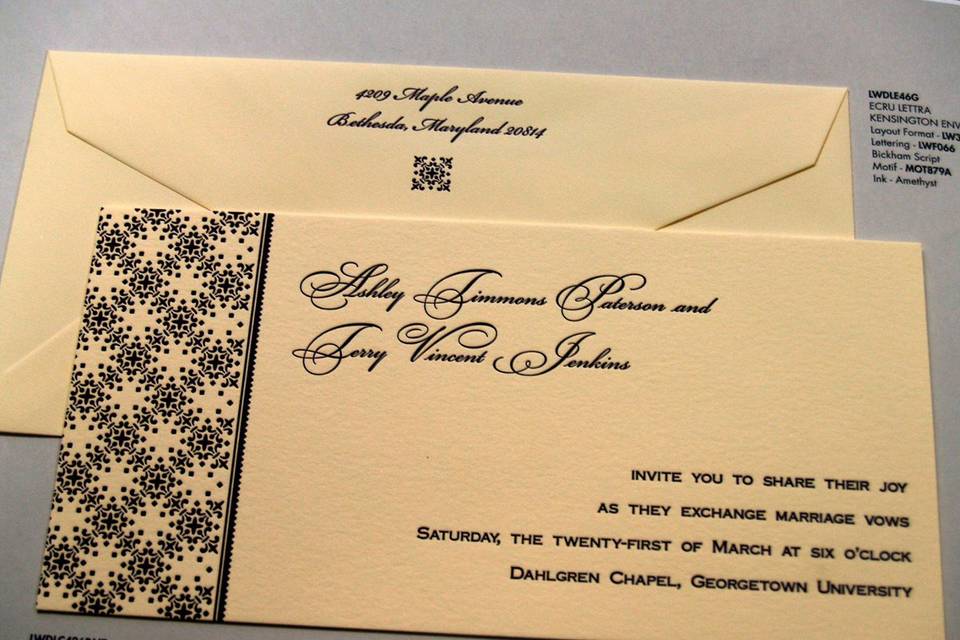 4209 Maple Avenue
Bethesda, Maryland 20814
LWDLE46G
ECRU LETTRA
KENSINGTON ENV
Layout Format - LW3
Lettering - LWF066
Bickham Script
Motif - MOT879A
Ink - Amethyst
Ashley Timmons Paterson and
Terry Vincent Jenkins
INVITE YOU TO SHARE THEIR JOY
AS THEY EXCHANGE MARRIAGE VOWS
SATURDAY, THE TWENTY-FIRST OF MARCH AT SIX O'CLOCK
DAHLGREN CHAPEL, GEORGETOWN UNIVERSITY